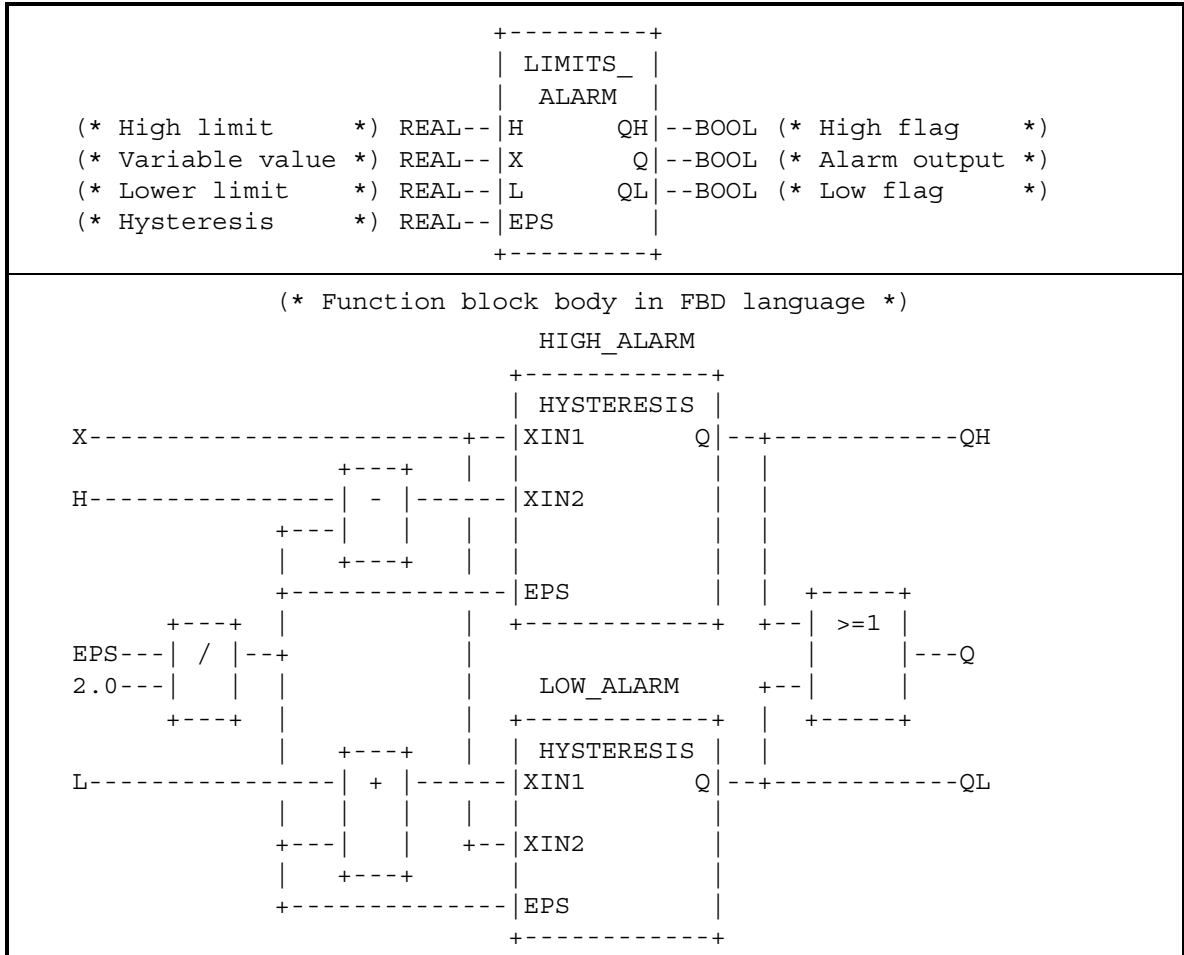 +---------+
| LIMITS_ |
| ALARM |
(* High limit *) REAL--|H QH|--BOOL (* High flag *)
(* Variable value *) REAL--|X Q|--BOOL (* Alarm output *)
(* Lower limit *) REAL--|L QL|--BOOL (* Low flag *)
(* Hysteresis *) REAL--|EPS |
+---------+
(* Function block body in FBD language *)
HIGH_ALARM
+------------+
| HYSTERESIS |
X------------------------+--|XIN1 Q|--+------------QH
+---+ | | | |
H----------------| - |------|XIN2 | |
+---| | | | | |
| +---+ | | | |
+--------------|EPS | | +-----+
+---+ | | +------------+ +--| >=1 |
EPS---| / |--+ | | |---Q
2.0---| | | | LOW_ALARM +--| |
+---+ | | +------------+ | +-----+
| +---+ | | HYSTERESIS | |
L----------------| + |------|XIN1 Q|--+------------QL
| | | | | |
+---| | +--|XIN2 |
| +---+ | |
+--------------|EPS |
+------------+